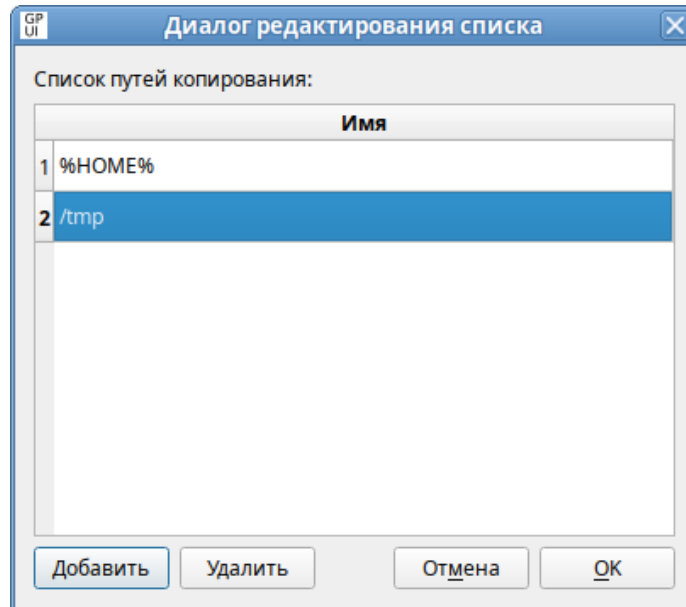 GP
UI
Диалог редактирования списка
Список путей копирования:
Имя
1 %HOME%
2 /tmp
Добавить Удалить Отмена OK